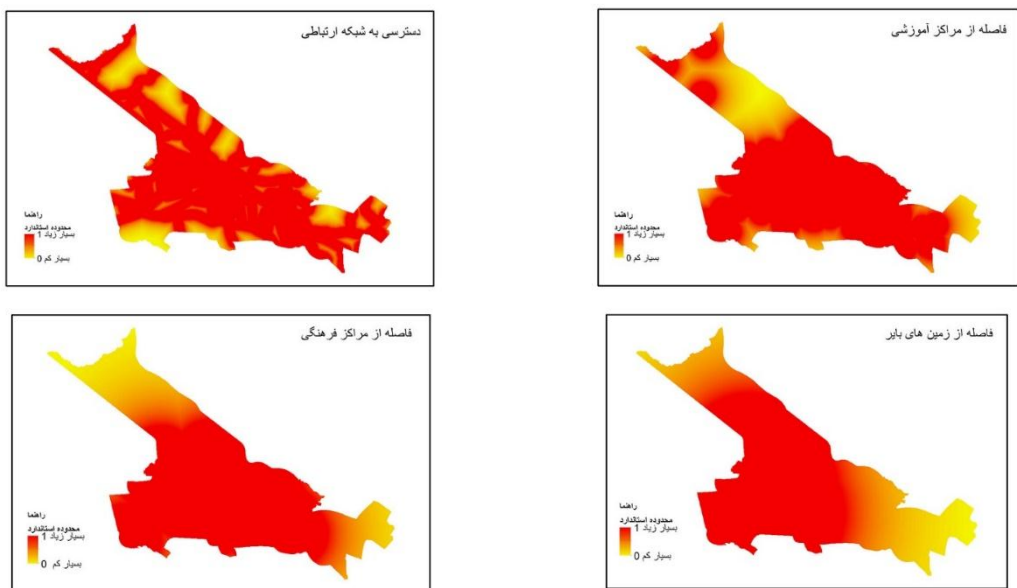 دسترسی به شبکه ارتباطی
راهنما
محدوده استاندارد
بسیار زیاد 1
بسیار کم 0
فاصله از مراکز آموزشی
راهنما
محدوده استاندارد
بسیار زیاد 1
بسیار کم 0
فاصله از مراکز فرهنگی
راهنما
محدوده استاندارد
بسیار زیاد 1
بسیار کم 0
فاصله از زمین های بایر
راهنما
محدوده استاندارد
بسیار زیاد 1
بسیار کم 0